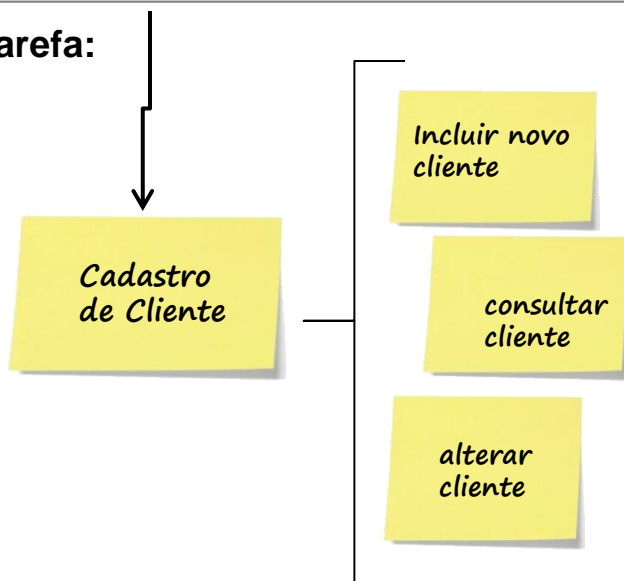 arefa:
Incluir novo
cliente
Cadastro
de Cliente
consultar
cliente
alterar
cliente